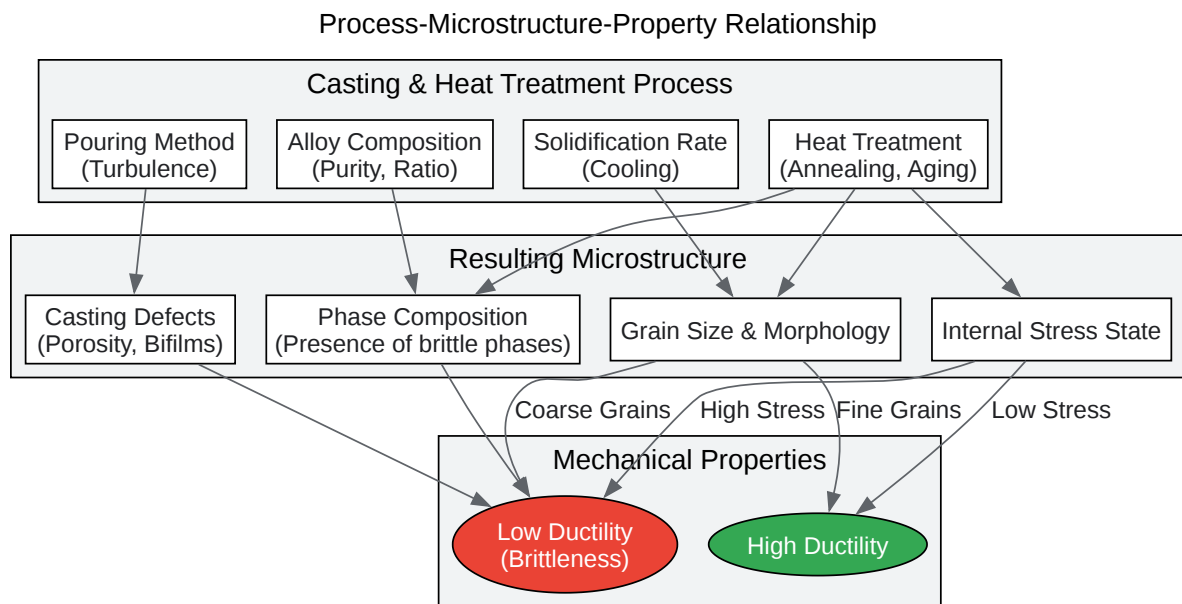 Process-Microstructure-Property Relationship
Casting & Heat Treatment Process
Pouring Method
(Turbulence)
Alloy Composition
(Purity, Ratio)
Solidification Rate
(Cooling)
Heat Treatment
(Annealing, Aging)
Resulting Microstructure
Casting Defects
(Porosity, Bifilms)
Phase Composition
(Presence of brittle phases)
Grain Size & Morphology
Internal Stress State
Coarse Grains
High Stress
Fine Grains
Low Stress
Mechanical Properties
Low Ductility
(Brittleness)
High Ductility